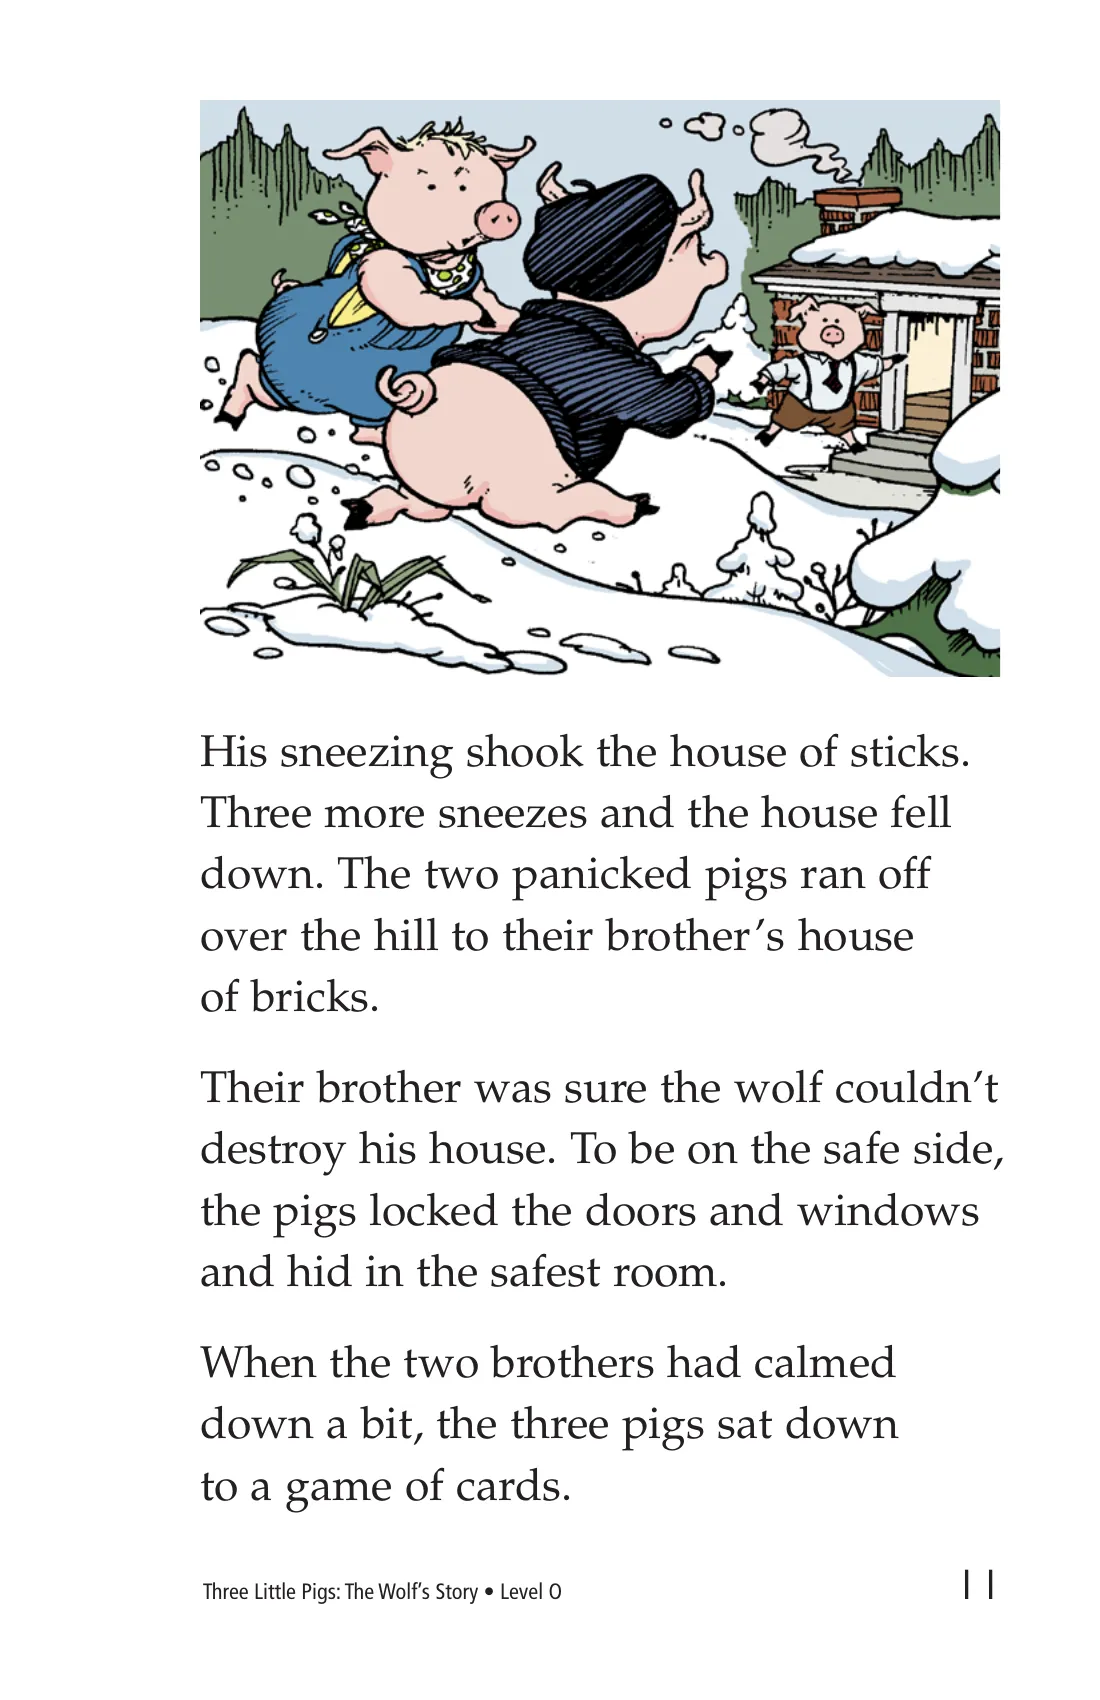 His sneezing shook the house of sticks.
Three more sneezes and the house fell
down. The two panicked pigs ran off
over the hill to their brother’s house
of bricks.
Their brother was sure the wolf couldn’t
destroy his house. To be on the safe side,
the pigs locked the doors and windows
and hid in the safest room.
When the two brothers had calmed
down a bit, the three pigs sat down
to a game of cards.
Three Little Pigs: The Wolf’s Story • Level O
11